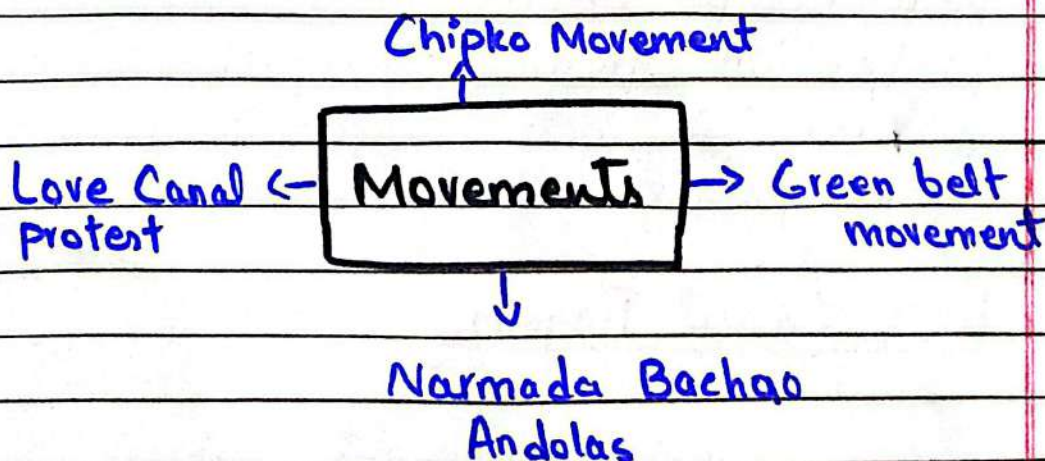 Chipko Movement
Love Canal protest
Movements
Green belt movement
Narmada Bachao
Andolas